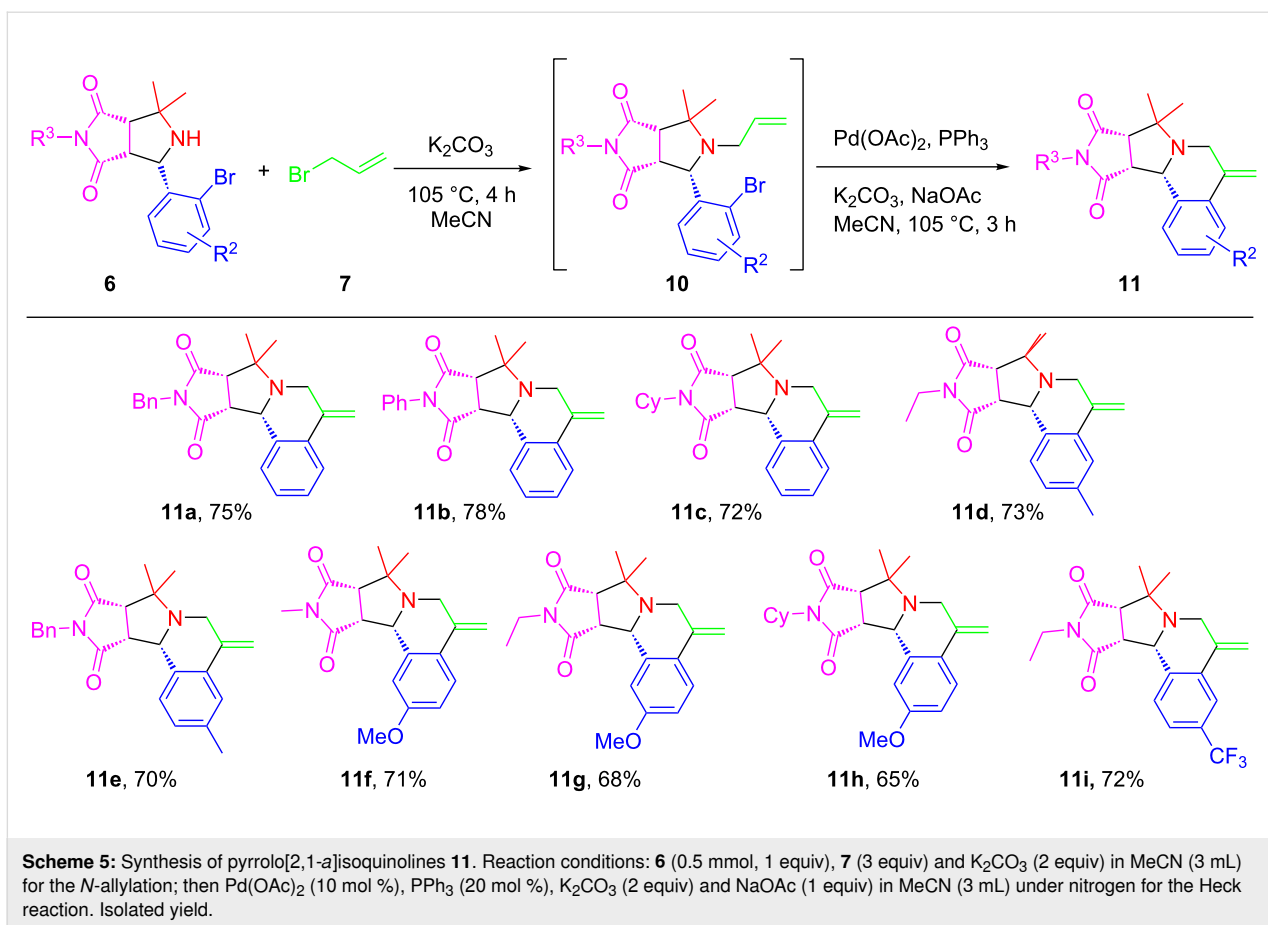 O
R³ N NH
O
Br
R²
6
+
Br
7
K₂CO₃
105 °C, 4 h
MeCN
O
R³ N N
O
Br
R²
10
Pd(OAc)₂, PPh₃
K₂CO₃, NaOAc
MeCN, 105 °C, 3 h
O
R³ N N
O
R²
11
O
Bn N N
O
11a, 75%
O
Ph N N
O
11b, 78%
O
Cy N N
O
11c, 72%
O
N N
O
11d, 73%
O
Bn N N
O
11e, 70%
O
N N
O
MeO
11f, 71%
O
N N
O
MeO
11g, 68%
O
Cy N N
O
MeO
11h, 65%
O
N N
O
CF₃
11i, 72%
Scheme 5: Synthesis of pyrrolo[2,1-a]isoquinolines 11. Reaction conditions: 6 (0.5 mmol, 1 equiv), 7 (3 equiv) and K₂CO₃ (2 equiv) in MeCN (3 mL)
for the N-allylation; then Pd(OAc)₂ (10 mol %), PPh₃ (20 mol %), K₂CO₃ (2 equiv) and NaOAc (1 equiv) in MeCN (3 mL) under nitrogen for the Heck
reaction. Isolated yield.